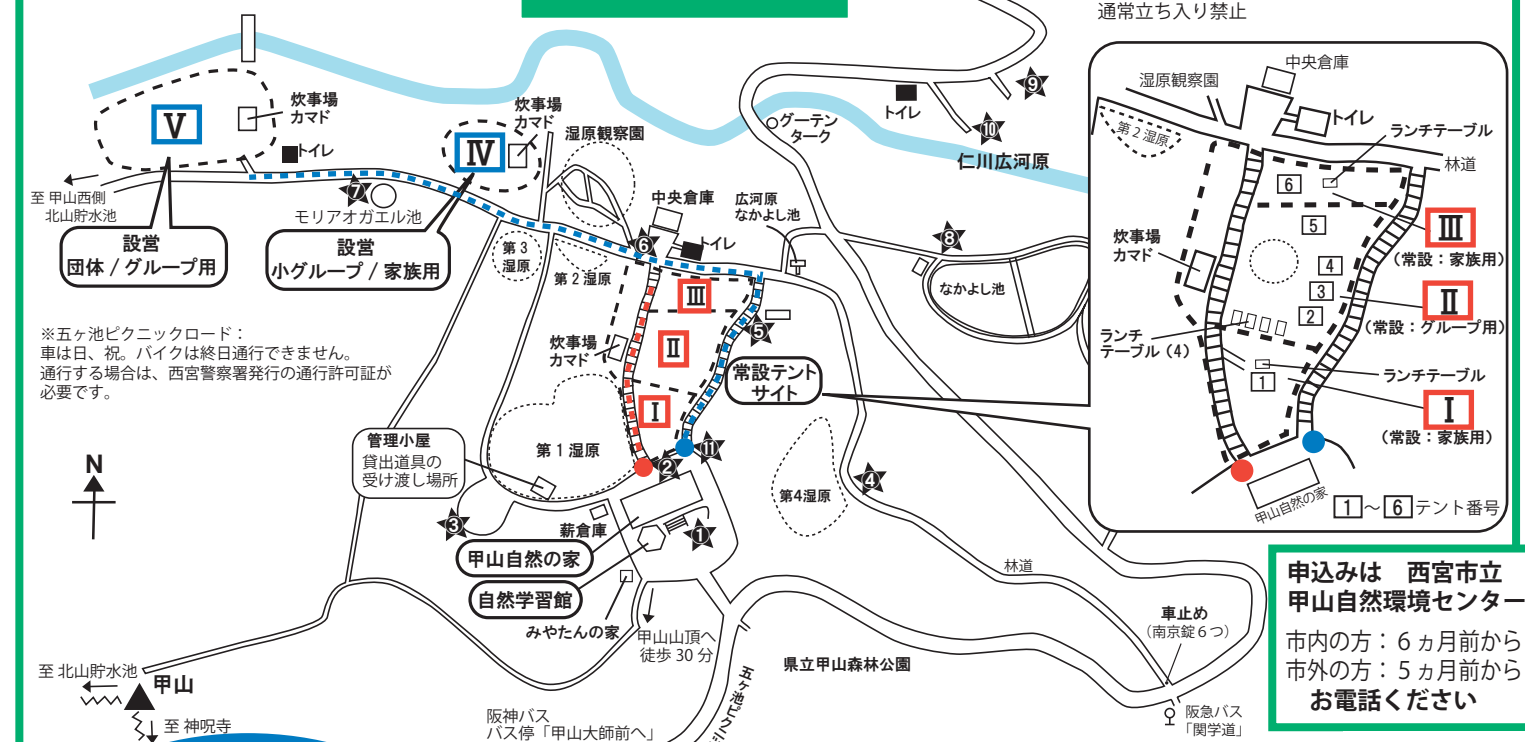 通常立ち入り禁止
Ⅴ
炊事場
カマド
トイレ
至 甲山西側
北山貯水池
設営
団体 / グループ用
❼
モリアオガエル池
Ⅳ
炊事場
カマド
設営
小グループ / 家族用
湿原観察園
第３
湿原
第２湿原
中央倉庫
❻
トイレ
広河原
なかよし池
グーテン
ターク
トイレ
❾
❿
仁川広河原
❽
なかよし池
Ⅲ
Ⅱ
Ⅰ
炊事場
カマド
❺
常設テント
サイト
※五ヶ池ピクニックロード：
車は日、祝。バイクは終日通行できません。
通行する場合は、西宮警察署発行の通行許可証が
必要です。
N
管理小屋
貸出道具の
受け渡し場所
第１湿原
❷
⓫
❸
薪倉庫
❶
甲山自然の家
自然学習館
みやたんの家
甲山山頂へ
徒歩 30 分
第4湿原
❹
林道
車止め
（南京錠６つ）
県立甲山森林公園
五ヶ池ピクニ
至 北山貯水池
甲山
至 神呪寺
阪神バス
バス停「甲山大師前へ」
阪急バス
「関学道」
中央倉庫
湿原観察園
トイレ
第２湿原
ランチテーブル
林道
6
5
4
3
2
1
炊事場
カマド
Ⅲ
（常設：家族用）
Ⅱ
（常設：グループ用）
ランチ
テーブル（4）
ランチテーブル
Ⅰ
（常設：家族用）
甲山自然の家
1～6テント番号
申込みは　西宮市立
甲山自然環境センター
市内の方：６ヵ月前から
市外の方：５ヵ月前から
お電話ください